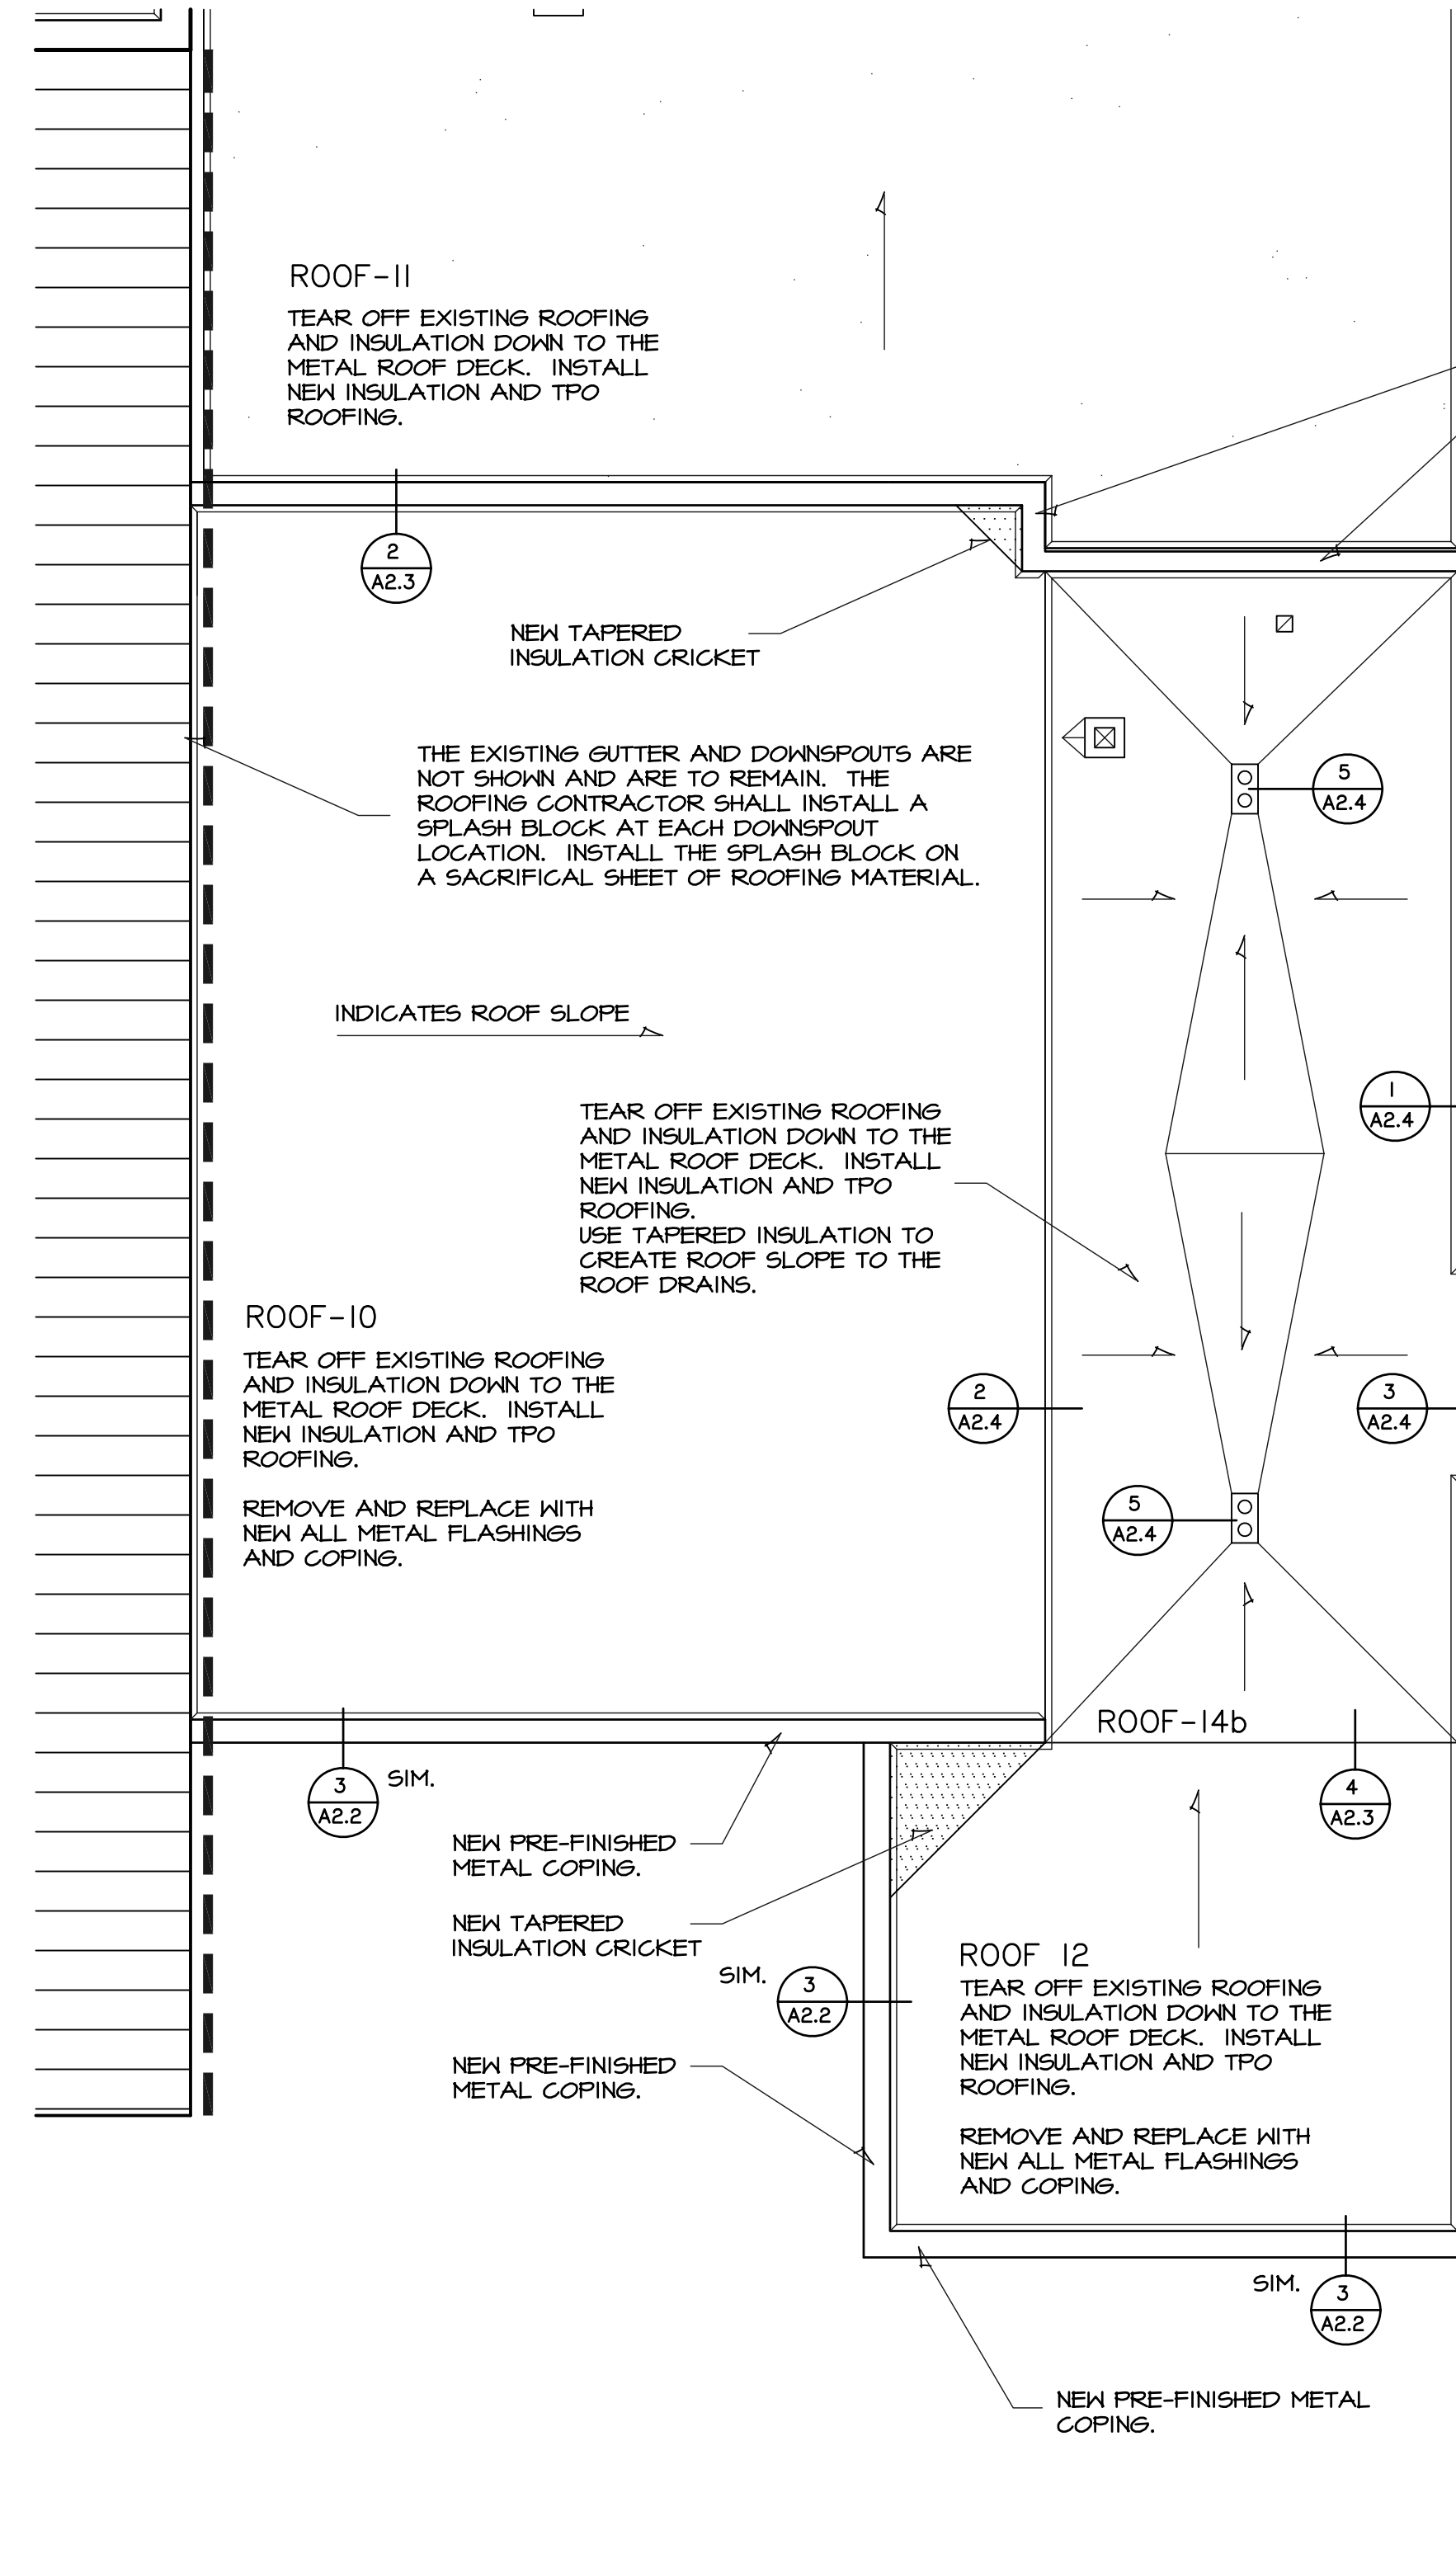 ROOF-11
TEAR OFF EXISTING ROOFING
AND INSULATION DOWN TO THE
METAL ROOF DECK.  INSTALL
NEW INSULATION AND TPO
ROOFING.
2
A2.3
NEW TAPERED
INSULATION CRICKET
THE EXISTING GUTTER AND DOWNSPOUTS ARE
NOT SHOWN AND ARE TO REMAIN.  THE
ROOFING CONTRACTOR SHALL INSTALL A
SPLASH BLOCK AT EACH DOWNSPOUT
LOCATION.  INSTALL THE SPLASH BLOCK ON
A SACRIFICAL SHEET OF ROOFING MATERIAL.
5
A2.4
INDICATES ROOF SLOPE
1
A2.4
TEAR OFF EXISTING ROOFING
AND INSULATION DOWN TO THE
METAL ROOF DECK.  INSTALL
NEW INSULATION AND TPO
ROOFING.
USE TAPERED INSULATION TO
CREATE ROOF SLOPE TO THE
ROOF DRAINS.
ROOF-10
TEAR OFF EXISTING ROOFING
AND INSULATION DOWN TO THE
METAL ROOF DECK.  INSTALL
NEW INSULATION AND TPO
ROOFING.
REMOVE AND REPLACE WITH
NEW ALL METAL FLASHINGS
AND COPING.
2
A2.4
3
A2.4
5
A2.4
ROOF-14b
3
A2.2
SIM.
4
A2.3
NEW PRE-FINISHED
METAL COPING.
NEW TAPERED
INSULATION CRICKET
SIM.
3
A2.2
NEW PRE-FINISHED
METAL COPING.
ROOF 12
TEAR OFF EXISTING ROOFING
AND INSULATION DOWN TO THE
METAL ROOF DECK.  INSTALL
NEW INSULATION AND TPO
ROOFING.
REMOVE AND REPLACE WITH
NEW ALL METAL FLASHINGS
AND COPING.
SIM.
3
A2.2
NEW PRE-FINISHED METAL
COPING.